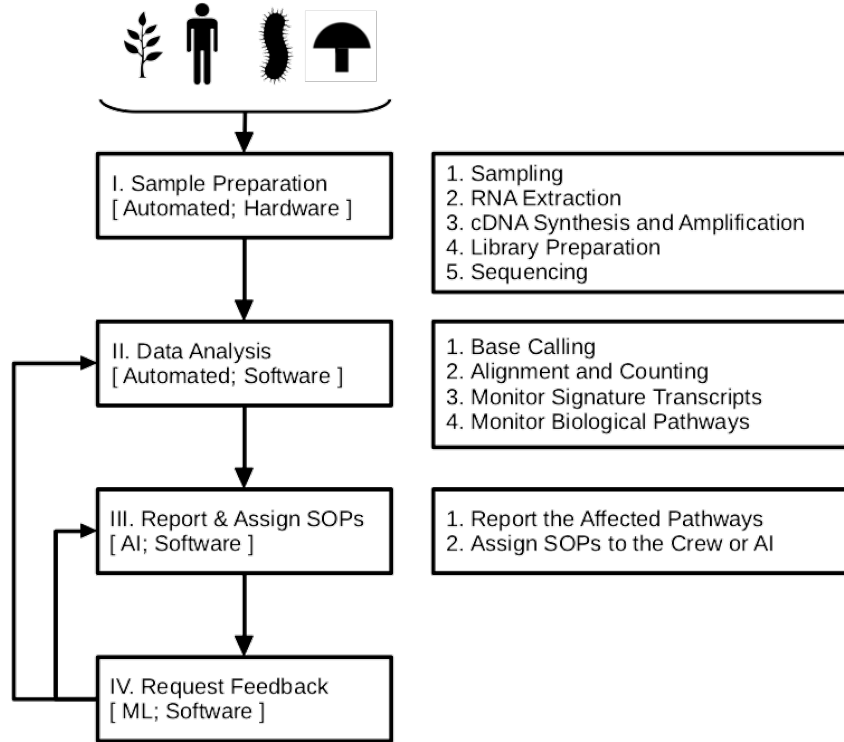 I. Sample Preparation
[ Automated; Hardware ]
1. Sampling
2. RNA Extraction
3. cDNA Synthesis and Amplification
4. Library Preparation
5. Sequencing
II. Data Analysis
[ Automated; Software ]
1. Base Calling
2. Alignment and Counting
3. Monitor Signature Transcripts
4. Monitor Biological Pathways
III. Report & Assign SOPs
[ AI; Software ]
1. Report the Affected Pathways
2. Assign SOPs to the Crew or AI
IV. Request Feedback
[ ML; Software ]